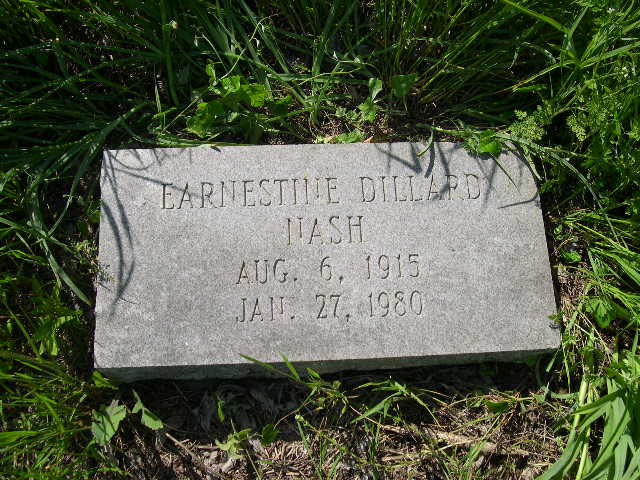 EARNESTINE DILLARD
NASH
AUG. 6, 1915
JAN. 27, 1980